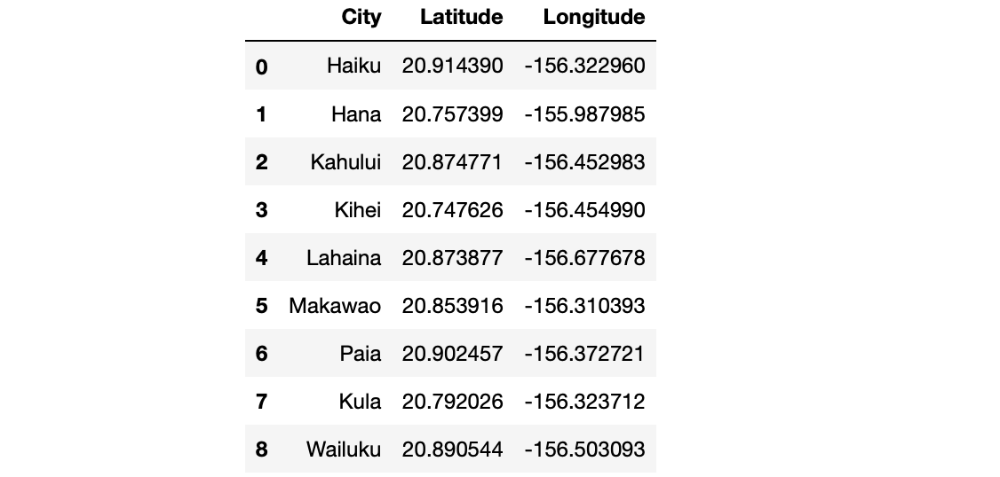 City Latitude Longitude
0 Haiku 20.914390 -156.322960
1 Hana 20.757399 -155.987985
2 Kahului 20.874771 -156.452983
3 Kihei 20.747626 -156.454990
4 Lahaina 20.873877 -156.677678
5 Makawao 20.853916 -156.310393
6 Paia 20.902457 -156.372721
7 Kula 20.792026 -156.323712
8 Wailuku 20.890544 -156.503093